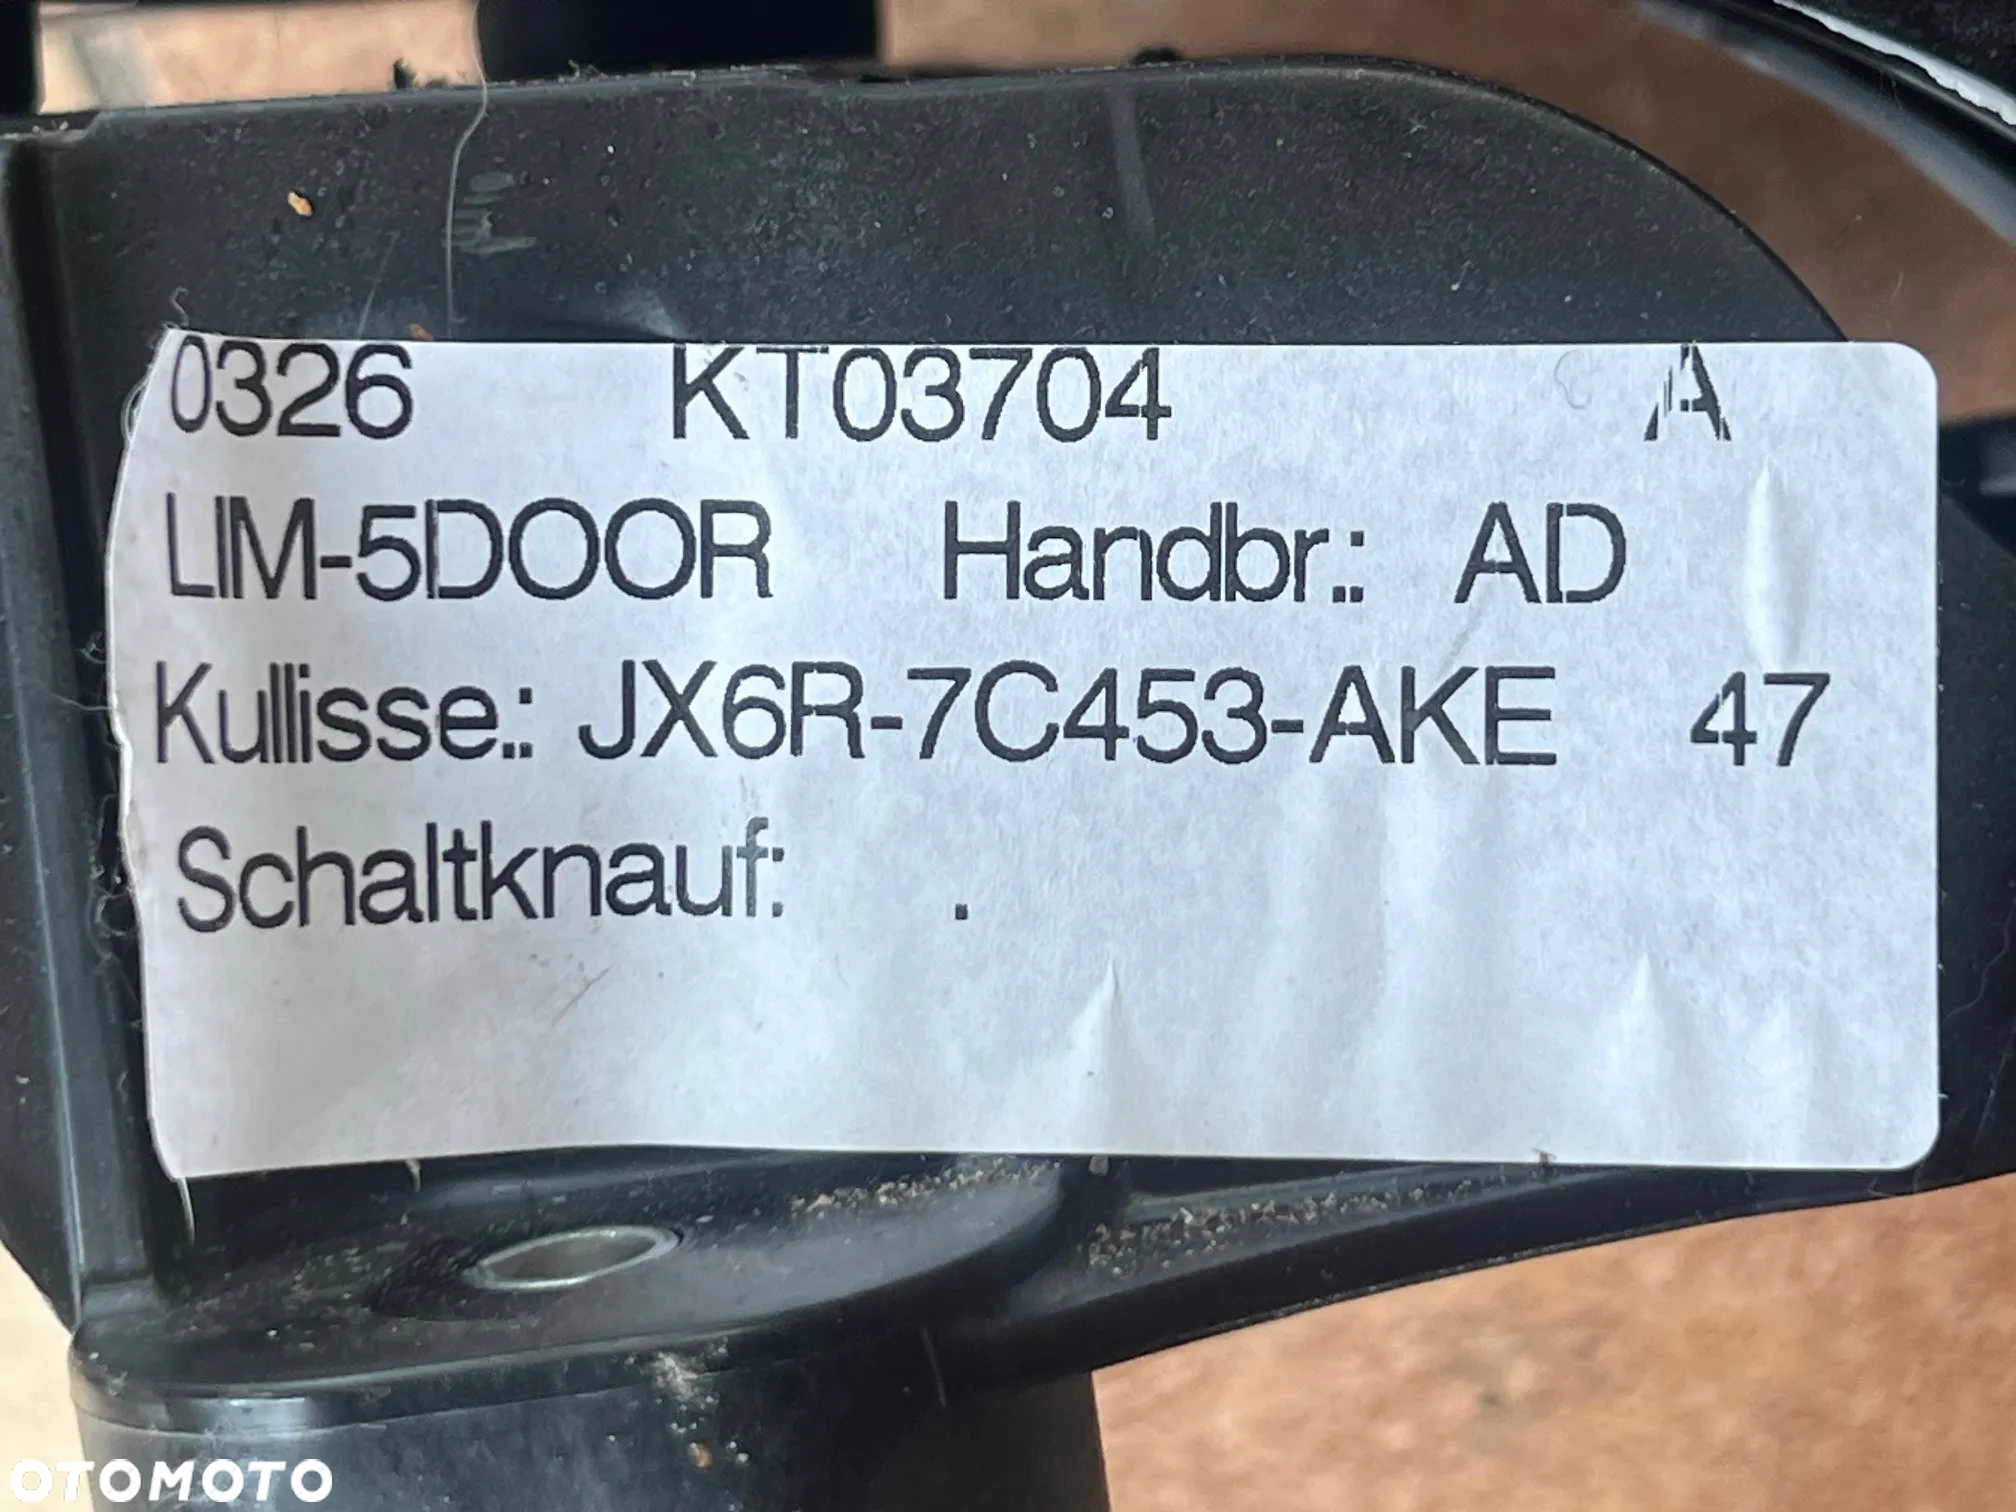 0326 KT03704 A
LIM-5DOOR Handbr.: AD
Kullisse.: JX6R-7C453-AKE 47
Schaltknauf: .
OTOMOTO